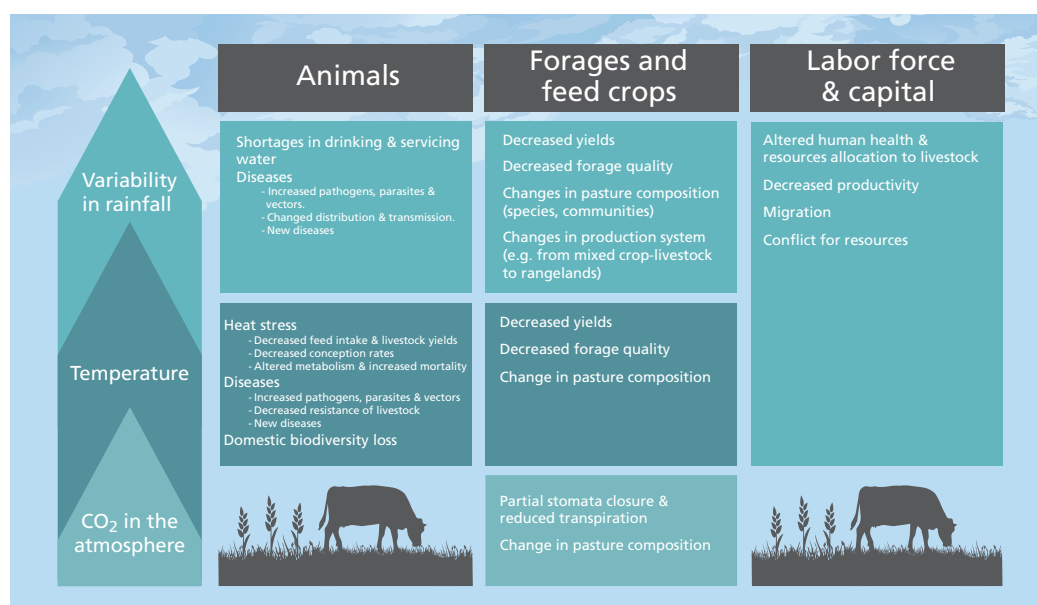 Animals
Forages and
feed crops
Labor force
& capital
Variability
in rainfall
Shortages in drinking & servicing
water
Diseases
- Increased pathogens, parasites &
vectors.
- Changed distribution & transmission.
- New diseases
Decreased yields
Decreased forage quality
Changes in pasture composition
(species, communities)
Changes in production system
(e.g. from mixed crop-livestock
to rangelands)
Altered human health &
resources allocation to livestock
Decreased productivity
Migration
Conflict for resources
Temperature
Heat stress
- Decreased feed intake & livestock yields
- Decreased conception rates
- Altered metabolism & increased mortality
Diseases
- Increased pathogens, parasites & vectors
- Decreased resistance of livestock
- New diseases
Domestic biodiversity loss
Decreased yields
Decreased forage quality
Change in pasture composition
CO₂ in the
atmosphere
Partial stomata closure &
reduced transpiration
Change in pasture composition